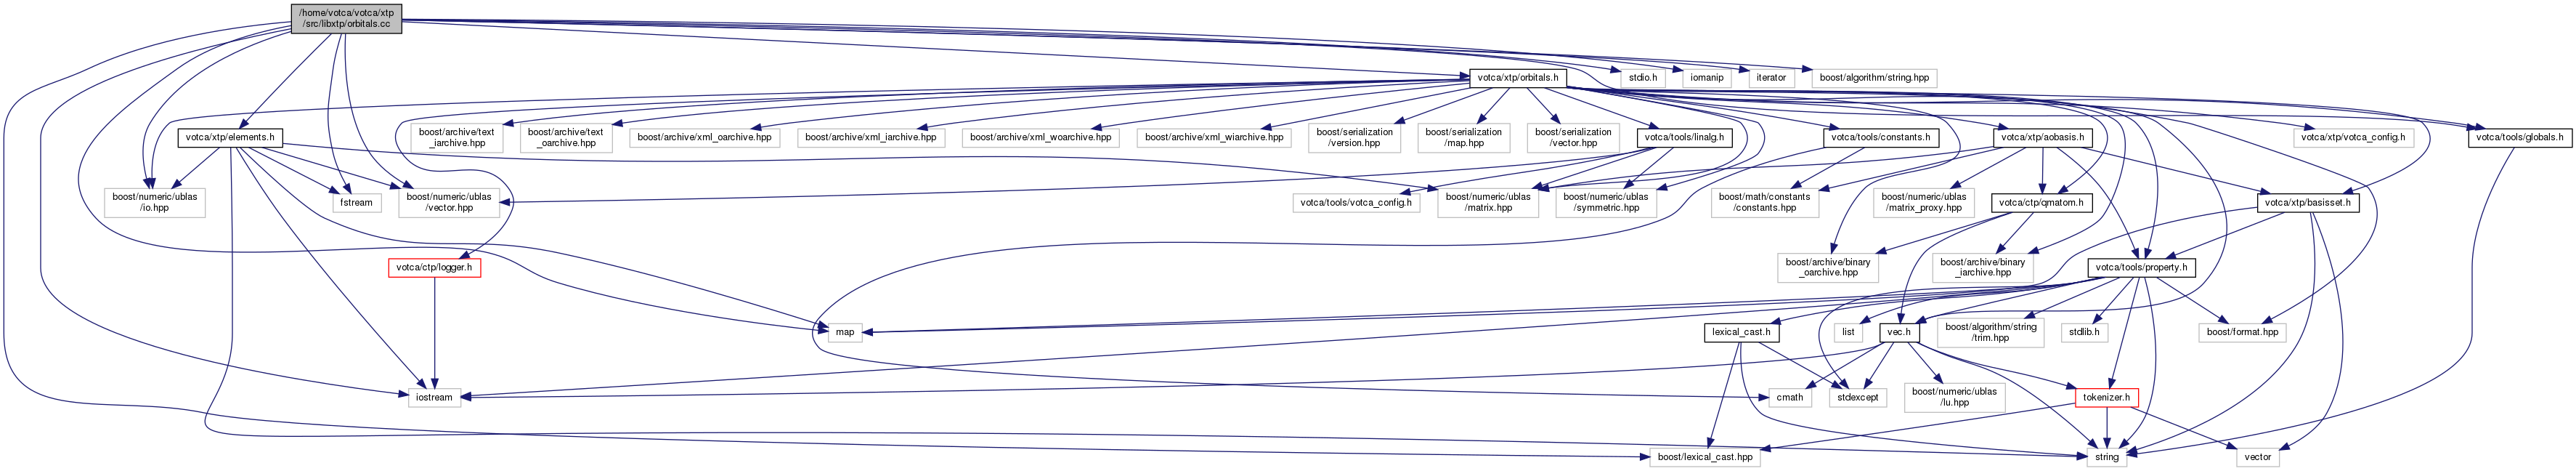 /home/votca/votca/xtp
/src/libxtp/orbitals.cc
votca/xtp/orbitals.h
stdio.h
iomanip
iterator
boost/algorithm/string.hpp
votca/xtp/elements.h
boost/archive/text
_iarchive.hpp
boost/archive/text
_oarchive.hpp
boost/archive/xml_oarchive.hpp
boost/archive/xml_iarchive.hpp
boost/archive/xml_woarchive.hpp
boost/archive/xml_wiarchive.hpp
boost/serialization
/version.hpp
boost/serialization
/map.hpp
boost/serialization
/vector.hpp
votca/tools/linalg.h
votca/tools/constants.h
votca/xtp/aobasis.h
votca/xtp/votca_config.h
votca/tools/globals.h
boost/numeric/ublas
/io.hpp
fstream
boost/numeric/ublas
/vector.hpp
votca/tools/votca_config.h
boost/numeric/ublas
/matrix.hpp
boost/numeric/ublas
/symmetric.hpp
boost/math/constants
/constants.hpp
boost/numeric/ublas
/matrix_proxy.hpp
votca/ctp/qmatom.h
votca/xtp/basisset.h
votca/ctp/logger.h
boost/archive/binary
_oarchive.hpp
boost/archive/binary
_iarchive.hpp
votca/tools/property.h
map
lexical_cast.h
list
vec.h
boost/algorithm/string
/trim.hpp
stdlib.h
boost/format.hpp
iostream
cmath
stdexcept
boost/numeric/ublas
/lu.hpp
tokenizer.h
boost/lexical_cast.hpp
string
vector